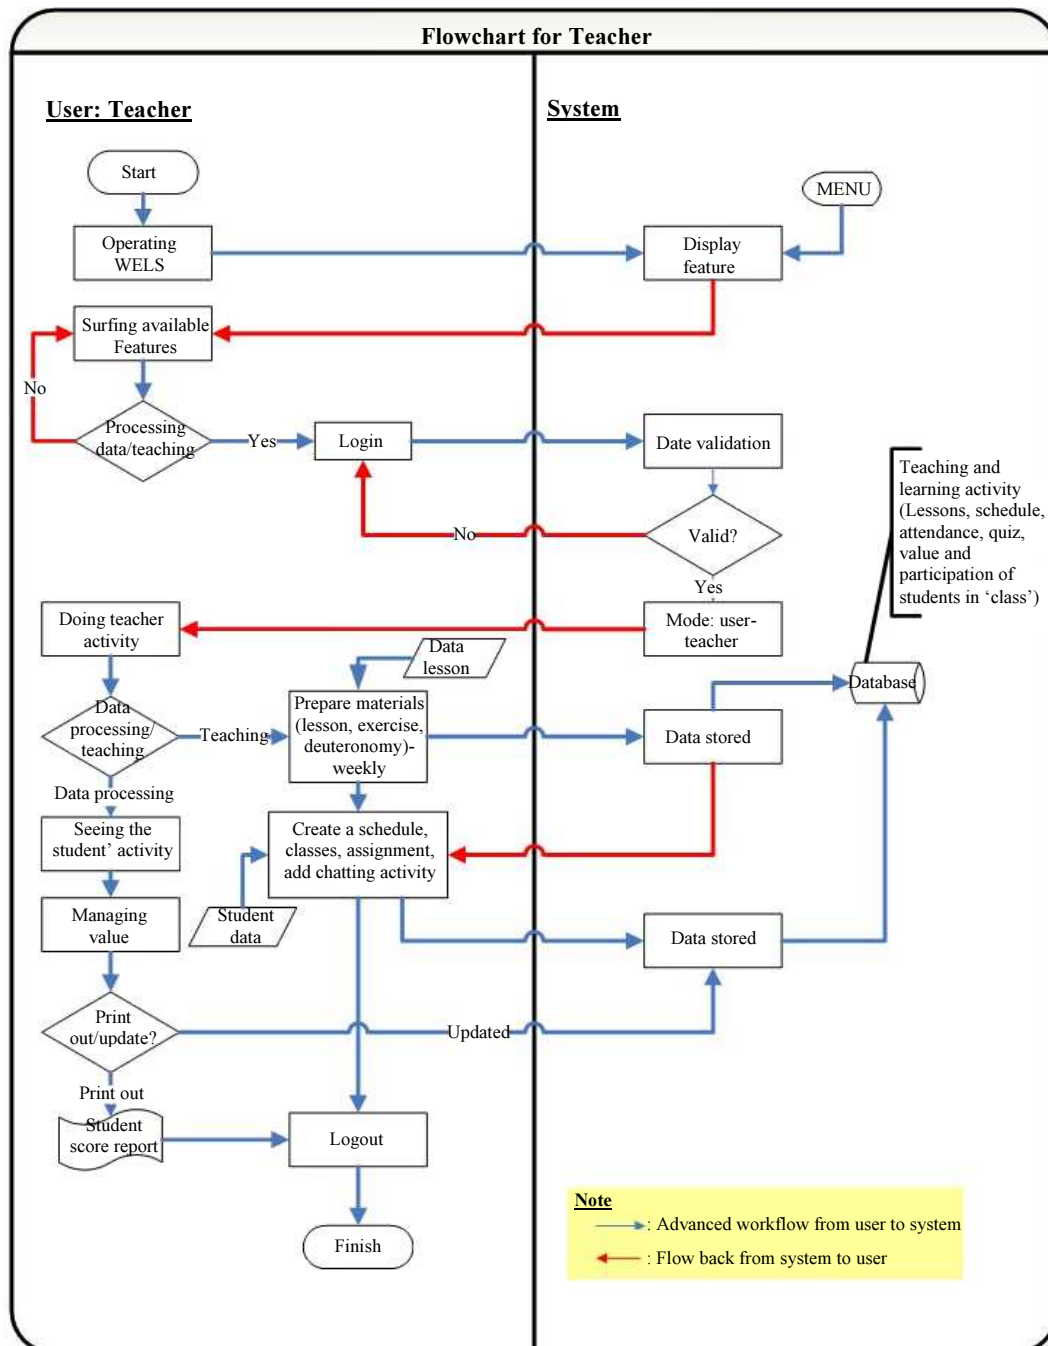 Flowchart for Teacher
User: Teacher
System
Start
MENU
Operating
WELS
Display
feature
Surfing available
Features
No
Processing
data/teaching
Yes
Login
Date validation
Teaching and
learning activity
(Lessons, schedule,
attendance, quiz,
value and
participation of
students in ‘class’)
No
Valid?
Yes
Doing teacher
activity
Mode: user-
teacher
Data
lesson
Database
Data
processing/
teaching
Teaching
Prepare materials
(lesson, exercise,
deuteronomy)-
weekly
Data stored
Data processing
Seeing the
student’ activity
Create a schedule,
classes, assignment,
add chatting activity
Managing
value
Student
data
Data stored
Print
out/update?
Updated
Print out
Student
score report
Logout
Finish
Note
: Advanced workflow from user to system
: Flow back from system to user